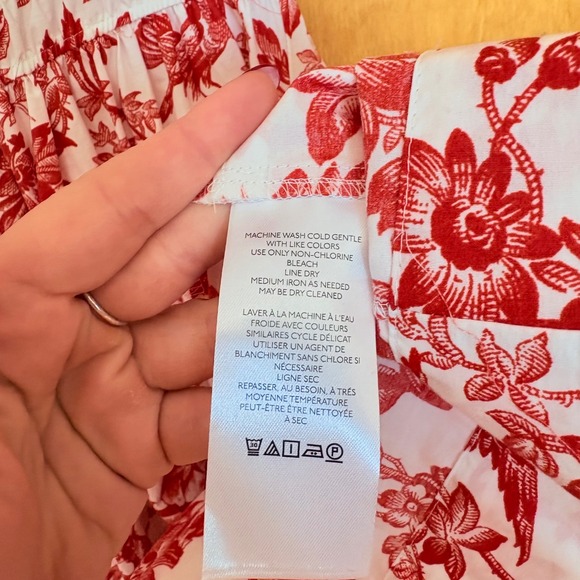 MACHINE WASH COLD GENTLE
WITH LIKE COLORS
USE ONLY NON-CHLORINE
BLEACH
LINE DRY
MEDIUM IRON AS NEEDED
MAY BE DRY CLEANED
LAVER À LA MACHINE À L'EAU
FROIDE AVEC COULEURS
SIMILAIRES CYCLE DÉLICAT
UTILISER UN AGENT DE
BLANCHIMENT SANS CHLORE SI
NÉCESSAIRE
LIGNE SEC
REPASSER, AU BESOIN, À TRÉS
MOYENNE TEMPÉRATURE
PEUT-ÊTRE ÊTRE NETTOYÉE
À SEC
30 P